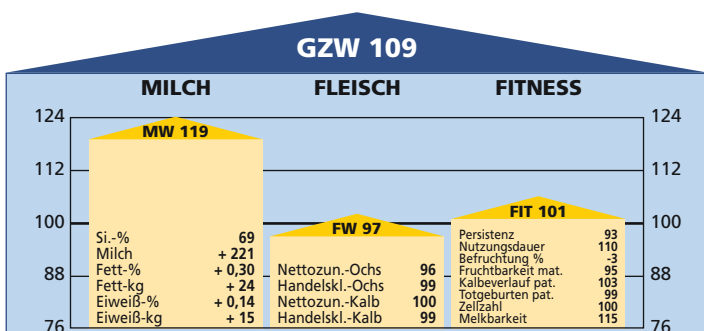 GZW 109
MILCH FLEISCH FITNESS
124 124
MW 119
112 112
FIT 101
100 100
FW 97
Si.-% 69
Milch + 221
Fett-% + 0,30
Fett-kg + 24
Eiweiß-% + 0,14
Eiweiß-kg + 15
Nettozun.-Ochs 96
Handelskl.-Ochs 99
Nettozun.-Kalb 100
Handelskl.-Kalb 99
Persistenz 93
Nutzungsdauer 110
Befruchtung % -3
Fruchtbarkeit mat. 95
Kalbeverlauf pat. 103
Totgeburten pat. 99
Zellzahl 100
Melkbarkeit 115
88 88
76 76